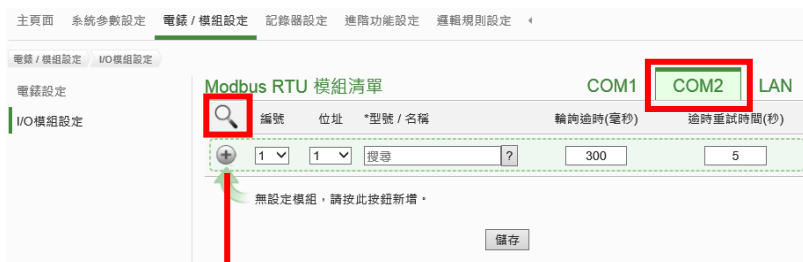 主頁面 系統參數設定 電錶/模組設定 記錄器設定 進階功能設定 邏輯規則設定
電錶/模組設定 I/O模組設定
電錶設定
I/O模組設定
Modbus RTU 模組清單 COM1 COM2 LAN
編號 位址 *型號/名稱 輪詢逾時(毫秒) 逾時重試時間(秒)
1 1 搜尋 ? 300 5
無設定模組，請按此按鈕新增。
儲存